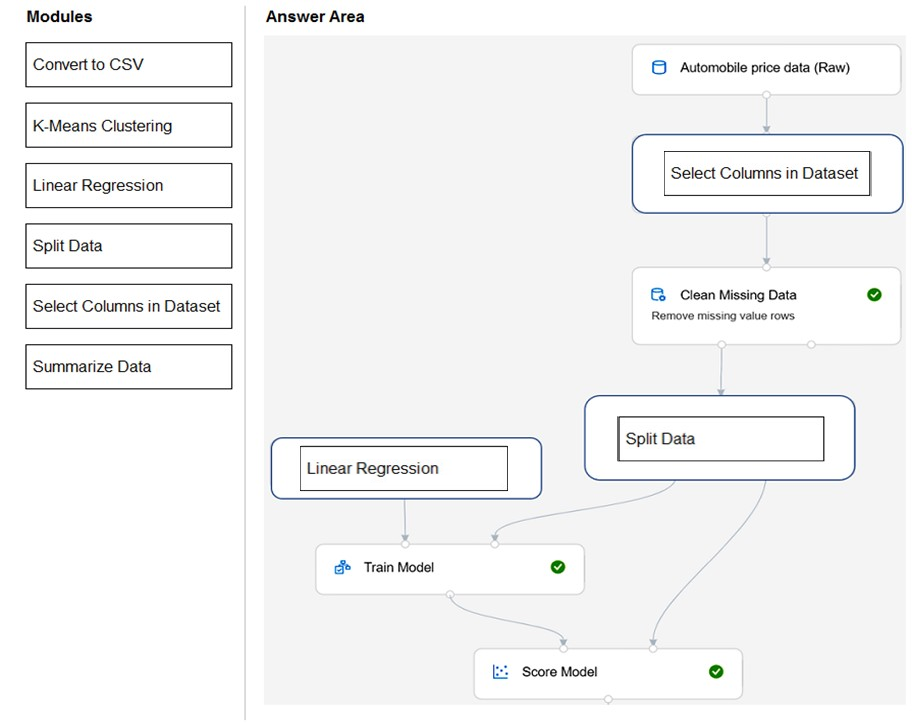 Modules
Convert to CSV
K-Means Clustering
Linear Regression
Split Data
Select Columns in Dataset
Summarize Data
Answer Area
Automobile price data (Raw)
Select Columns in Dataset
Clean Missing Data
Remove missing value rows
Split Data
Linear Regression
Train Model
Score Model